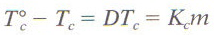 T°c − Tc = DTc = Kcm